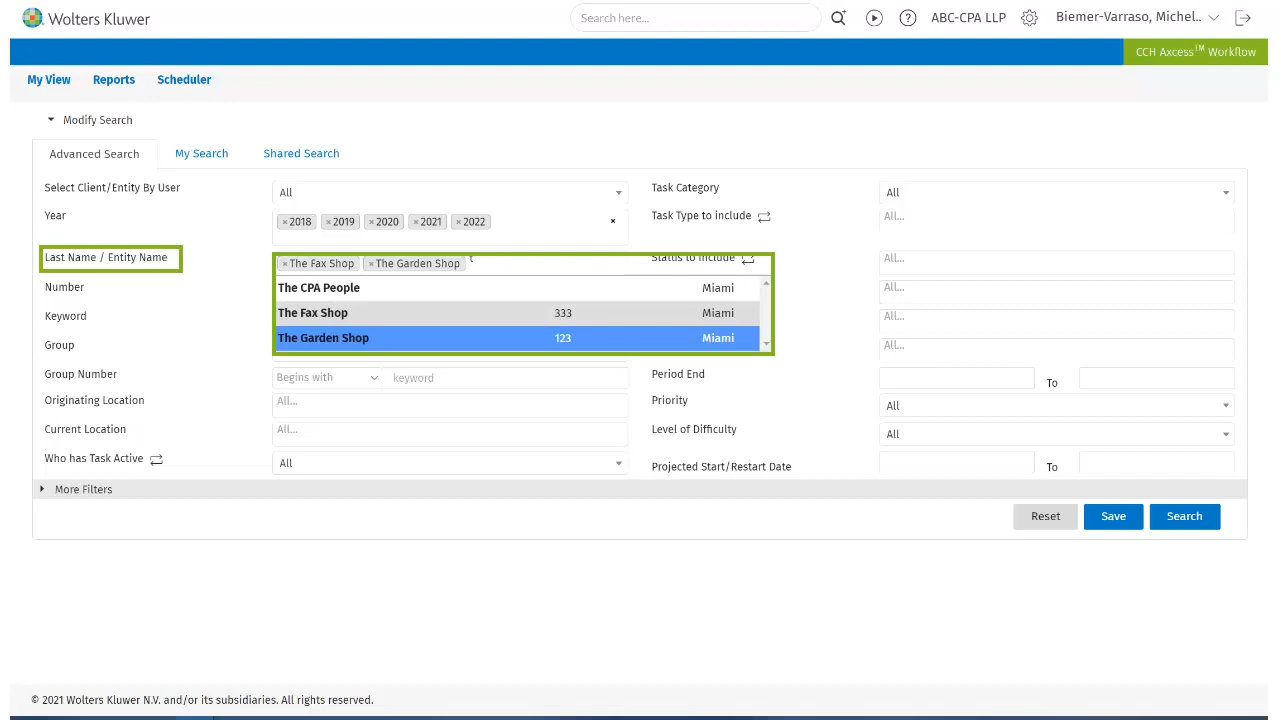 Wolters Kluwer
Search here...
ABC-CPA LLP
Biemer-Varraso, Michel..
CCH Axcess™ Workflow
My View Reports Scheduler
Modify Search
Advanced Search My Search Shared Search
Select Client/Entity By User All Task Category All
Year ×2018 ×2019 ×2020 ×2021 ×2022 × Task Type to include All...
Last Name / Entity Name ×The Fax Shop ×The Garden Shop t Status to include All...
Number The CPA People Miami All...
Keyword The Fax Shop 333 Miami All...
Group The Garden Shop 123 Miami All...
Group Number Begins with keyword Period End To
Originating Location All... Priority All
Current Location All... Level of Difficulty All
Who has Task Active All Projected Start/Restart Date To
More Filters
Reset Save Search
© 2021 Wolters Kluwer N.V. and/or its subsidiaries. All rights reserved.